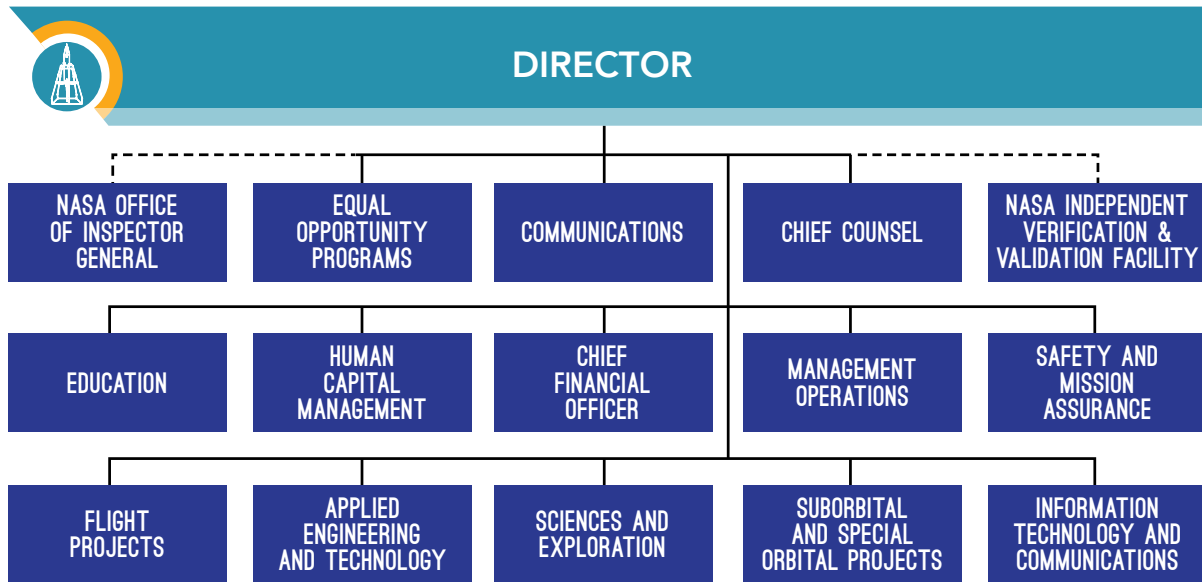 DIRECTOR
NASA OFFICE
OF INSPECTOR
GENERAL
EQUAL
OPPORTUNITY
PROGRAMS
COMMUNICATIONS
CHIEF COUNSEL
NASA INDEPENDENT
VERIFICATION &
VALIDATION FACILITY
EDUCATION
HUMAN
CAPITAL
MANAGEMENT
CHIEF
FINANCIAL
OFFICER
MANAGEMENT
OPERATIONS
SAFETY AND
MISSION
ASSURANCE
FLIGHT
PROJECTS
APPLIED
ENGINEERING
AND TECHNOLOGY
SCIENCES AND
EXPLORATION
SUBORBITAL
AND SPECIAL
ORBITAL PROJECTS
INFORMATION
TECHNOLOGY AND
COMMUNICATIONS